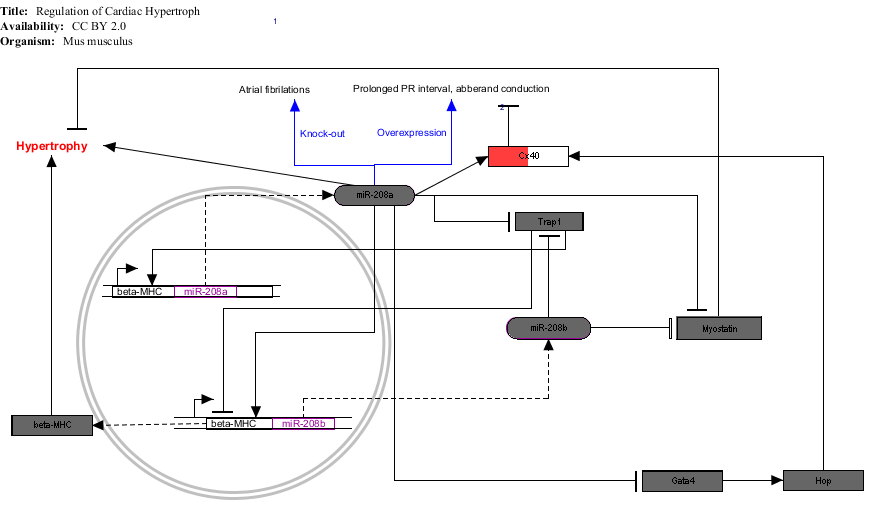 Title: Regulation of Cardiac Hypertroph
Availability: CC BY 2.0
Organism: Mus musculus
1
Atrial fibrilations
Prolonged PR interval, abberand conduction
2
Knock-out
Overexpression
Hypertrophy
Cx40
miR-208a
Trap1
beta-MHC
miR-208a
miR-208b
Myostatin
beta-MHC
beta-MHC
miR-208b
Gata4
Hop